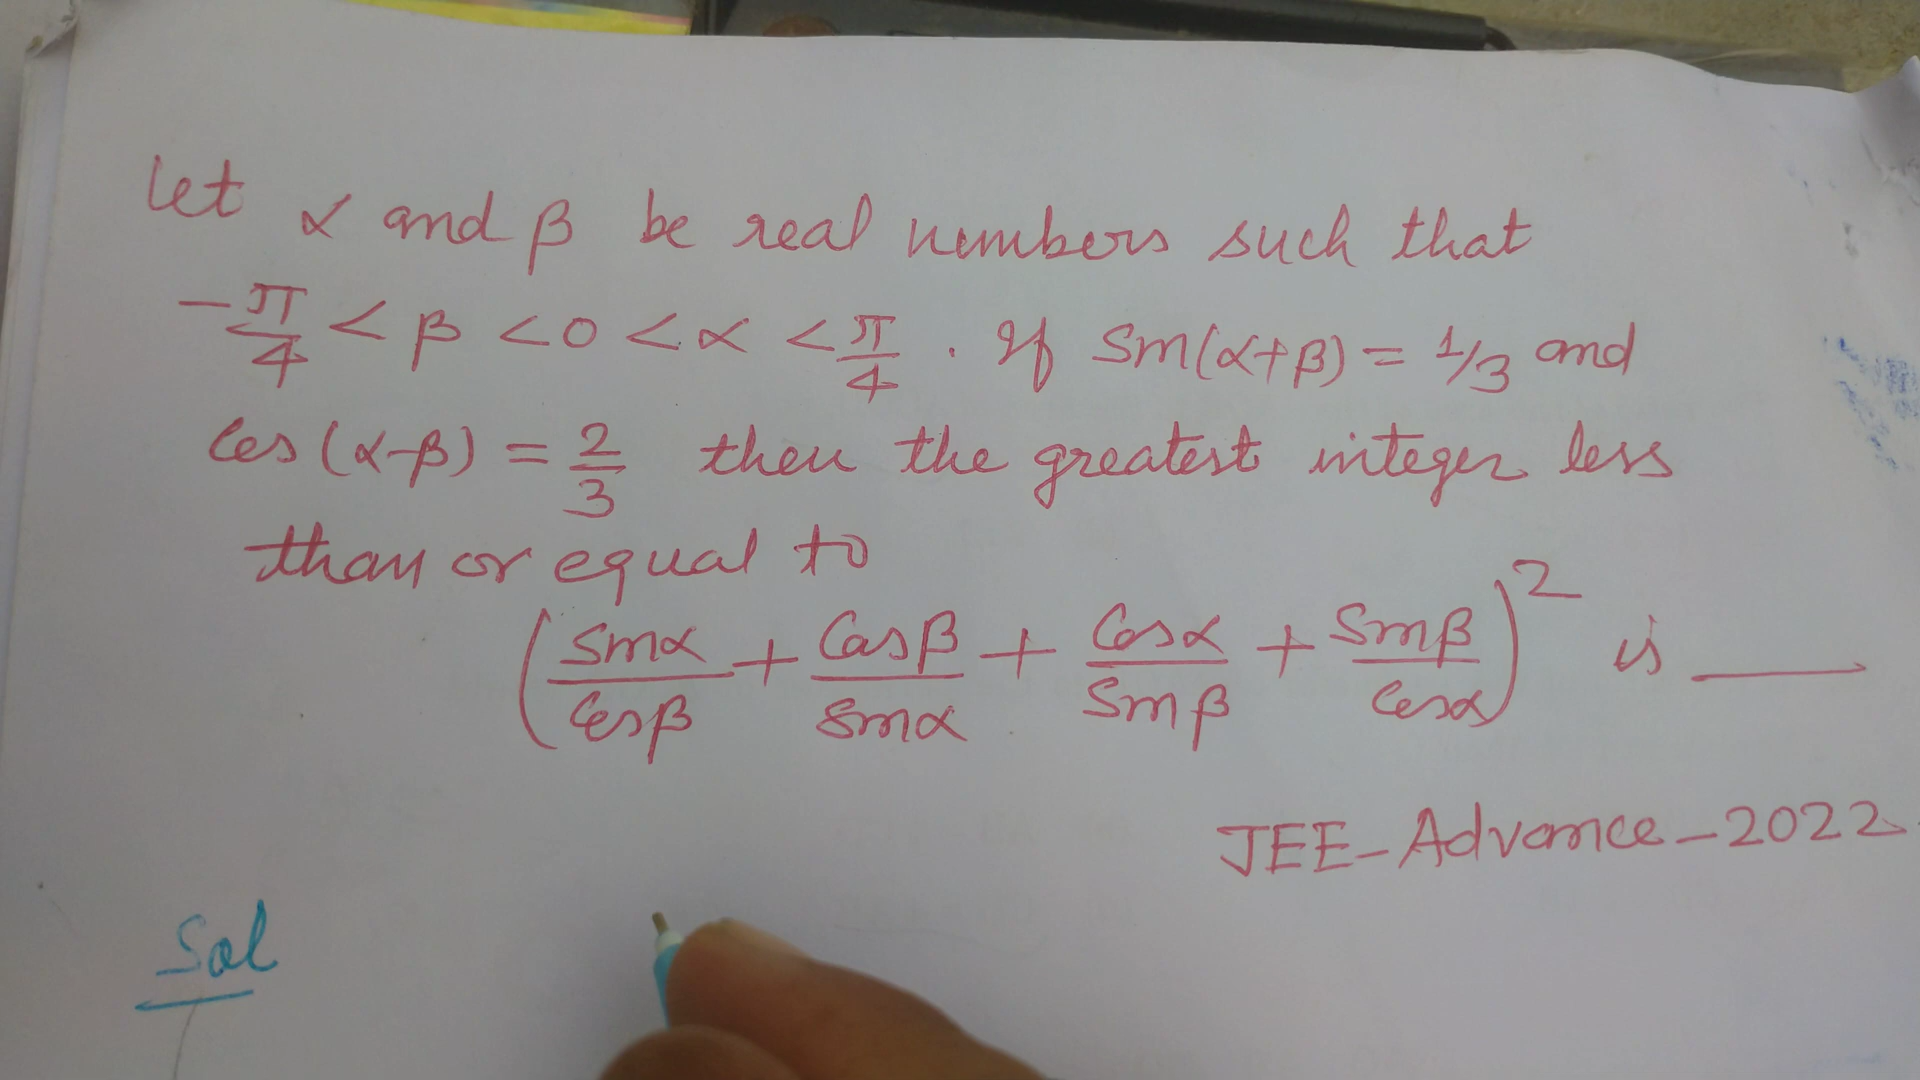 Let α and β be real numbers such that
-π/4 < β < 0 < α < π/4 . If Sin(α+β) = 1/3 and
Cos(α-β) = 2/3 then the greatest integer less
than or equal to
(Sinα/Cosβ + Cosβ/Sinα + Cosα/Sinβ + Sinβ/Cosα)² is ____
JEE-Advance-2022
Sol